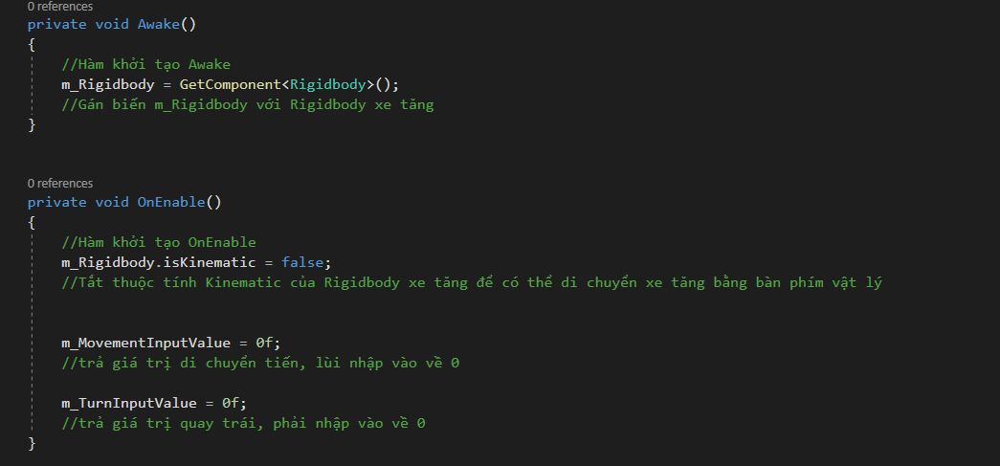 0 references
private void Awake()
{
//Hàm khởi tạo Awake
m_Rigidbody = GetComponent<Rigidbody>();
//Gán biến m_Rigidbody với Rigidbody xe tăng
}
0 references
private void OnEnable()
{
//Hàm khởi tạo OnEnable
m_Rigidbody.isKinematic = false;
//Tắt thuộc tính Kinematic của Rigidbody xe tăng để có thể di chuyển xe tăng bằng bàn phím vật lý
m_MovementInputValue = 0f;
//trả giá trị di chuyển tiến, lùi nhập vào về 0
m_TurnInputValue = 0f;
//trả giá trị quay trái, phải nhập vào về 0
}